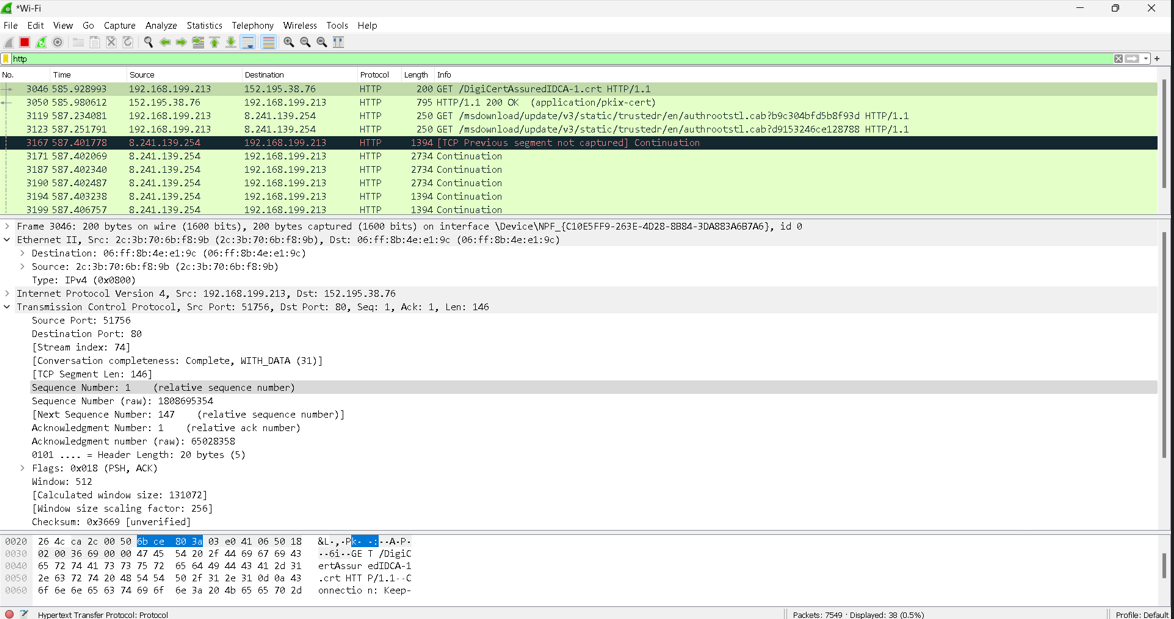 *Wi-Fi
File Edit View Go Capture Analyze Statistics Telephony Wireless Tools Help
http
No. Time Source Destination Protocol Length Info
3046 585.928993 192.168.199.213 152.195.38.76 HTTP 200 GET /DigiCertAssuredIDCA-1.crt HTTP/1.1
3050 585.980612 152.195.38.76 192.168.199.213 HTTP 795 HTTP/1.1 200 OK (application/pkix-cert)
3119 587.234081 192.168.199.213 8.241.139.254 HTTP 250 GET /msdownload/update/v3/static/trustedr/en/authrootstl.cab?b9c304bfd5b8f93d HTTP/1.1
3123 587.251791 192.168.199.213 8.241.139.254 HTTP 250 GET /msdownload/update/v3/static/trustedr/en/authrootstl.cab?d9153246ce128788 HTTP/1.1
3167 587.401778 8.241.139.254 192.168.199.213 HTTP 1394 [TCP Previous segment not captured] Continuation
3171 587.402069 8.241.139.254 192.168.199.213 HTTP 2734 Continuation
3187 587.402340 8.241.139.254 192.168.199.213 HTTP 2734 Continuation
3190 587.402487 8.241.139.254 192.168.199.213 HTTP 2734 Continuation
3194 587.403238 8.241.139.254 192.168.199.213 HTTP 1394 Continuation
3199 587.406757 8.241.139.254 192.168.199.213 HTTP 2734 Continuation
Frame 3046: 200 bytes on wire (1600 bits), 200 bytes captured (1600 bits) on interface \Device\NPF_{C10E5FF9-263E-4D28-8B84-3DA883A6B7A6}, id 0
Ethernet II, Src: 2c:3b:70:6b:f8:9b (2c:3b:70:6b:f8:9b), Dst: 06:ff:8b:4e:e1:9c (06:ff:8b:4e:e1:9c)
Destination: 06:ff:8b:4e:e1:9c (06:ff:8b:4e:e1:9c)
Source: 2c:3b:70:6b:f8:9b (2c:3b:70:6b:f8:9b)
Type: IPv4 (0x0800)
Internet Protocol Version 4, Src: 192.168.199.213, Dst: 152.195.38.76
Transmission Control Protocol, Src Port: 51756, Dst Port: 80, Seq: 1, Ack: 1, Len: 146
Source Port: 51756
Destination Port: 80
[Stream index: 74]
[Conversation completeness: Complete, WITH_DATA (31)]
[TCP Segment Len: 146]
Sequence Number: 1 (relative sequence number)
Sequence Number (raw): 1808695354
[Next Sequence Number: 147 (relative sequence number)]
Acknowledgment Number: 1 (relative ack number)
Acknowledgment number (raw): 65028358
0101 .... = Header Length: 20 bytes (5)
Flags: 0x018 (PSH, ACK)
Window: 512
[Calculated window size: 131072]
[Window size scaling factor: 256]
Checksum: 0x3669 [unverified]
0020 26 4c ca 2c 00 50 6b ce 80 3a 03 e0 41 06 50 18 &L·,·Pk· ·:··A·P·
0030 02 00 36 69 00 00 47 45 54 20 2f 44 69 67 69 43 ··6i··GE T /DigiC
0040 65 72 74 41 73 73 75 72 65 64 49 44 43 41 2d 31 ertAssur edIDCA-1
0050 2e 63 72 74 20 48 54 54 50 2f 31 2e 31 0d 0a 43 .crt HTT P/1.1··C
0060 6f 6e 6e 65 63 74 69 6f 6e 3a 20 4b 65 65 70 2d onnectio n: Keep-
Hypertext Transfer Protocol: Protocol Packets: 7549 · Displayed: 38 (0.5%) Profile: Default